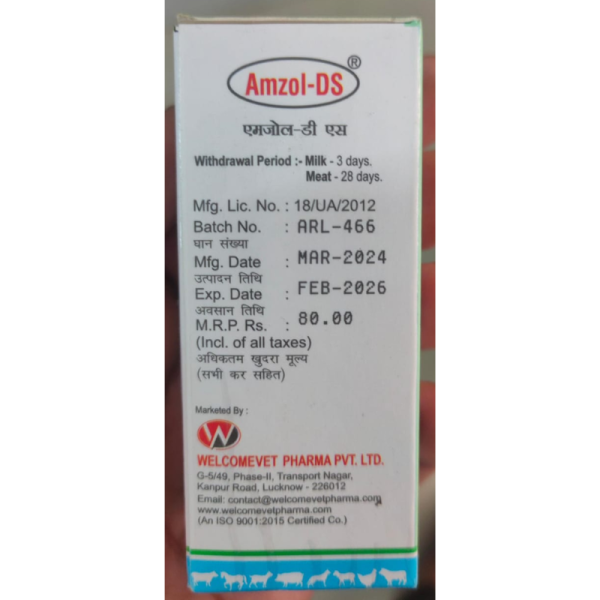 Amzol-DS®
एमजोल-डी एस
Withdrawal Period :- Milk - 3 days.
Meat - 28 days.
Mfg. Lic. No. : 18/UA/2012
Batch No. : ARL-466
घान संख्या
Mfg. Date : MAR-2024
उत्पादन तिथि
Exp. Date : FEB-2026
अवसान तिथि
M.R.P. Rs. : 80.00
(Incl. of all taxes)
अधिकतम खुदरा मूल्य
(सभी कर सहित)
Marketed By :
W
WELCOMEVET PHARMA PVT. LTD.
G-5/49, Phase-II, Transport Nagar,
Kanpur Road, Lucknow - 226012
Email: contact@welcomevetpharma.com
www.welcomevetpharma.com
(An ISO 9001:2015 Certified Co.)